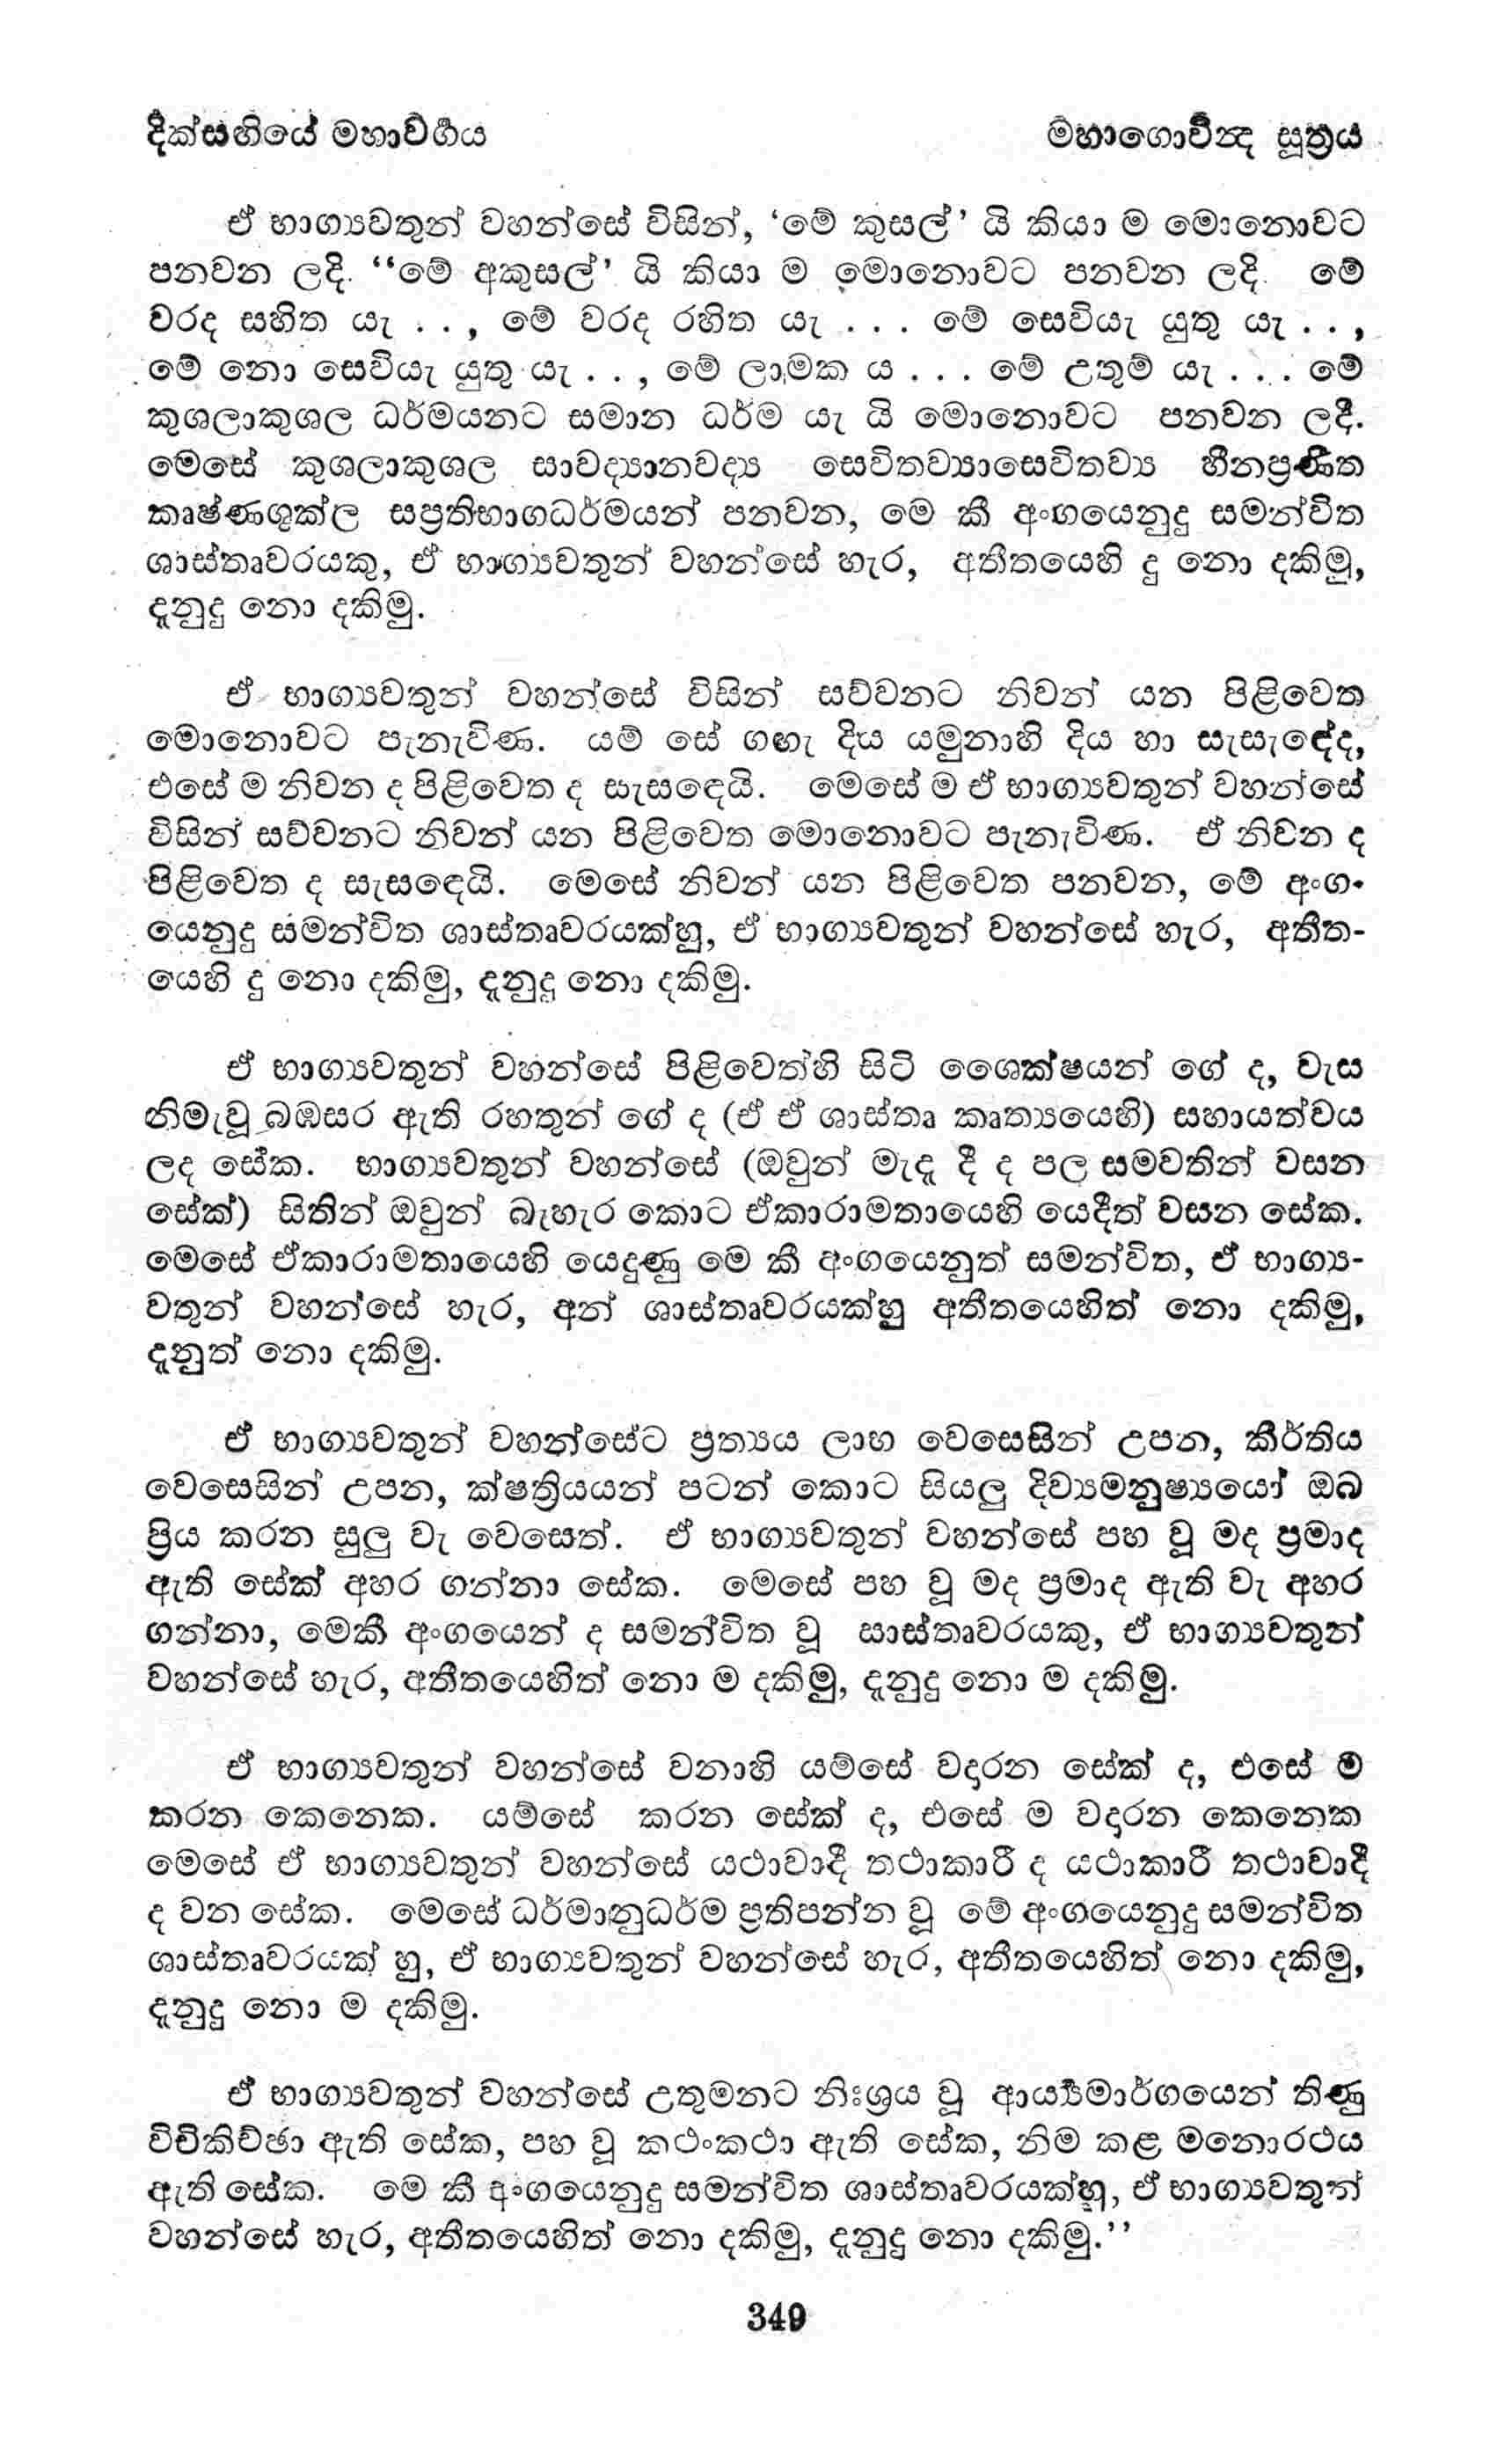 දික්සඟියේ මහාවර්‍ගය
මහාගොවින්‍ද සූත්‍රය
ඒ භාග්‍යවතුන් වහන්සේ විසින්, ‘මේ කුසල්’ යි කියා ම මොනොවට
පනවන ලදි. “මේ අකුසල්’ යි කියා ම මොනොවට පනවන ලදි. මේ
වරද සහිත යැ . . , මේ වරද රහිත යැ . . . මේ සෙවියැ යුතු යැ . . ,
මේ නො සෙවියැ යුතු යැ . . , මේ ලාමක ය . . . මේ උතුම් යැ . . . මේ
කුශලාකුශල ධර්මයනට සමාන ධර්ම යැ යි මොනොවට පනවන ලදී.
මෙසේ කුශලාකුශල සාවද්‍යානවද්‍ය සෙවිතව්‍යාසෙවිතව්‍ය හීනප්‍රණීත
කෘෂ්ණශුක්ල සප්‍රතිභාගධර්මයන් පනවන, මෙ කී අංගයෙනුදු සමන්විත
ශාස්තෘවරයකු, ඒ භාග්‍යවතුන් වහන්සේ හැර, අතීතයෙහි දු නො දකිමු,
දැනුදු නො දකිමු.
ඒ භාග්‍යවතුන් වහන්සේ විසින් සව්වනට නිවන් යන පිළිවෙත
මොනොවට පැනැවිණ. යම් සේ ගඟැ දිය යමුනාහි දිය හා සැසැඳේද,
එසේ ම නිවන ද පිළිවෙත ද සැසඳෙයි. මෙසේ ම ඒ භාග්‍යවතුන් වහන්සේ
විසින් සව්වනට නිවන් යන පිළිවෙත මොනොවට පැනැවිණ. ඒ නිවන ද
පිළිවෙත ද සැසඳෙයි. මෙසේ නිවන් යන පිළිවෙත පනවන, මේ අංග-
යෙනුදු සමන්විත ශාස්තෘවරයක්හු, ඒ භාග්‍යවතුන් වහන්සේ හැර, අතීත-
යෙහි දු නො දකිමු, දැනුදු නො දකිමු.
ඒ භාග්‍යවතුන් වහන්සේ පිළිවෙත්හි සිටි ශෛක්ෂයන් ගේ ද, වැස
නිමැවූ බඹසර ඇති රහතුන් ගේ ද (ඒ ඒ ශාස්තෘ කෘත්‍යයෙහි) සහායත්වය
ලද සේක. භාග්‍යවතුන් වහන්සේ (ඔවුන් මැදැ දී ද පල සමවතින් වසන
සේක්) සිතින් ඔවුන් බැහැර කොට ඒකාරාමතායෙහි යෙදීත් වසන සේක.
මෙසේ ඒකාරාමතායෙහි යෙදුණු මෙ කී අංගයෙනුත් සමන්විත, ඒ භාග්‍ය-
වතුන් වහන්සේ හැර, අන් ශාස්තෘවරයක්හු අතීතයෙහිත් නො දකිමු,
දැනුත් නො දකිමු.
ඒ භාග්‍යවතුන් වහන්සේට ප්‍රත්‍යය ලාභ වෙසෙසින් උපන, කීර්තිය
වෙසෙසින් උපන, ක්ෂත්‍රියයන් පටන් කොට සියලු දිව්‍යමනුෂ්‍යයෝ ඔබ
ප්‍රිය කරන සුලු වැ වෙසෙත්. ඒ භාග්‍යවතුන් වහන්සේ පහ වූ මද ප්‍රමාද
ඇති සේක් අහර ගන්නා සේක. මෙසේ පහ වූ මද ප්‍රමාද ඇති වැ අහර
ගන්නා, මෙකී අංගයෙන් ද සමන්විත වූ ඝාස්තෘවරයකු, ඒ භාග්‍යවතුන්
වහන්සේ හැර, අතීතයෙහිත් නො ම දකිමු, දැනුදු නො ම දකිමු.
ඒ භාග්‍යවතුන් වහන්සේ වනාහි යම්සේ වදාරන සේක් ද, එසේ ම
කරන කෙනෙක. යම්සේ කරන සේක් ද, එසේ ම වදාරන කෙනෙක
මෙසේ ඒ භාග්‍යවතුන් වහන්සේ යථාවාදී තථාකාරී ද යථාකාරී තථාවාදී
ද වන සේක. මෙසේ ධර්මානුධර්ම ප්‍රතිපන්න වූ මේ අංගයෙනුදු සමන්විත
ශාස්තෘවරයක් හු, ඒ භාග්‍යවතුන් වහන්සේ හැර, අතීතයෙහිත් නො දකිමු,
දැනුදු නො ම දකිමු.
ඒ භාග්‍යවතුන් වහන්සේ උතුමනට නිඃශ්‍රය වූ ආර්‍ය්‍යමාර්ගයෙන් තිණු
විචිකිච්ඡා ඇති සේක, පහ වූ කථංකථා ඇති සේක, නිම කළ මනොරථය
ඇති සේක. මෙ කී අංගයෙනුදු සමන්විත ශාස්තෘවරයක්හු, ඒ භාග්‍යවතුන්
වහන්සේ හැර, අතීතයෙහිත් නො දකිමු, දැනුදු නො දකිමු.’’
349